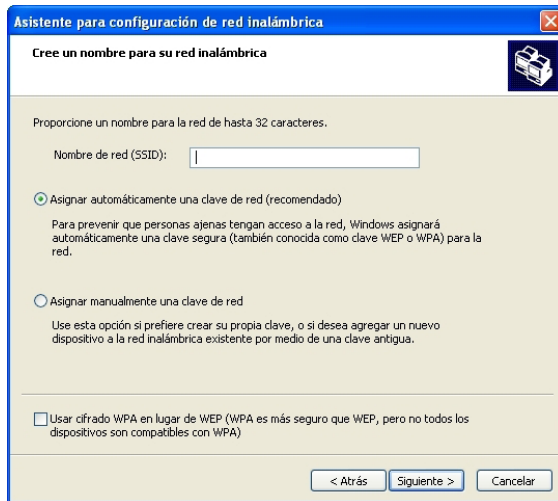 Asistente para configuración de red inalámbrica
Cree un nombre para su red inalámbrica
Proporcione un nombre para la red de hasta 32 caracteres.
Nombre de red (SSID):
Asignar automáticamente una clave de red (recomendado)
Para prevenir que personas ajenas tengan acceso a la red, Windows asignará
automáticamente una clave segura (también conocida como clave WEP o WPA) para la
red.
Asignar manualmente una clave de red
Use esta opción si prefiere crear su propia clave, o si desea agregar un nuevo
dispositivo a la red inalámbrica existente por medio de una clave antigua.
Usar cifrado WPA en lugar de WEP (WPA es más seguro que WEP, pero no todos los
dispositivos son compatibles con WPA)
< Atrás Siguiente > Cancelar